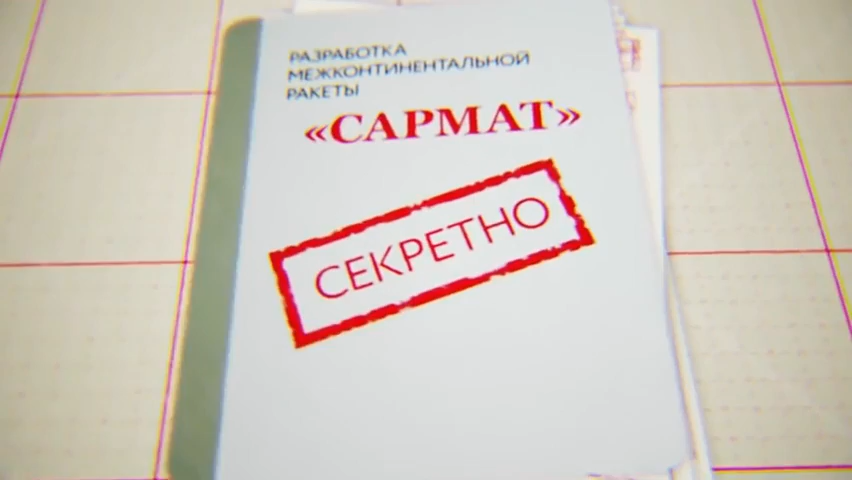 РАЗРАБОТКА
МЕЖКОНТИНЕНТАЛЬНОЙ
РАКЕТЫ
«САРМАТ»
СЕКРЕТНО